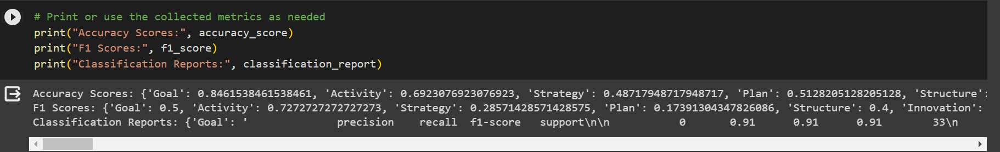 # Print or use the collected metrics as needed
print("Accuracy Scores:", accuracy_score)
print("F1 Scores:", f1_score)
print("Classification Reports:", classification_report)
Accuracy Scores: {'Goal': 0.8461538461538461, 'Activity': 0.6923076923076923, 'Strategy': 0.48717948717948717, 'Plan': 0.5128205128205128, 'Structure':
F1 Scores: {'Goal': 0.5, 'Activity': 0.7272727272727273, 'Strategy': 0.28571428571428575, 'Plan': 0.17391304347826086, 'Structure': 0.4, 'Innovation':
Classification Reports: {'Goal': '              precision    recall  f1-score   support\n\n           0       0.91      0.91      0.91        33\n